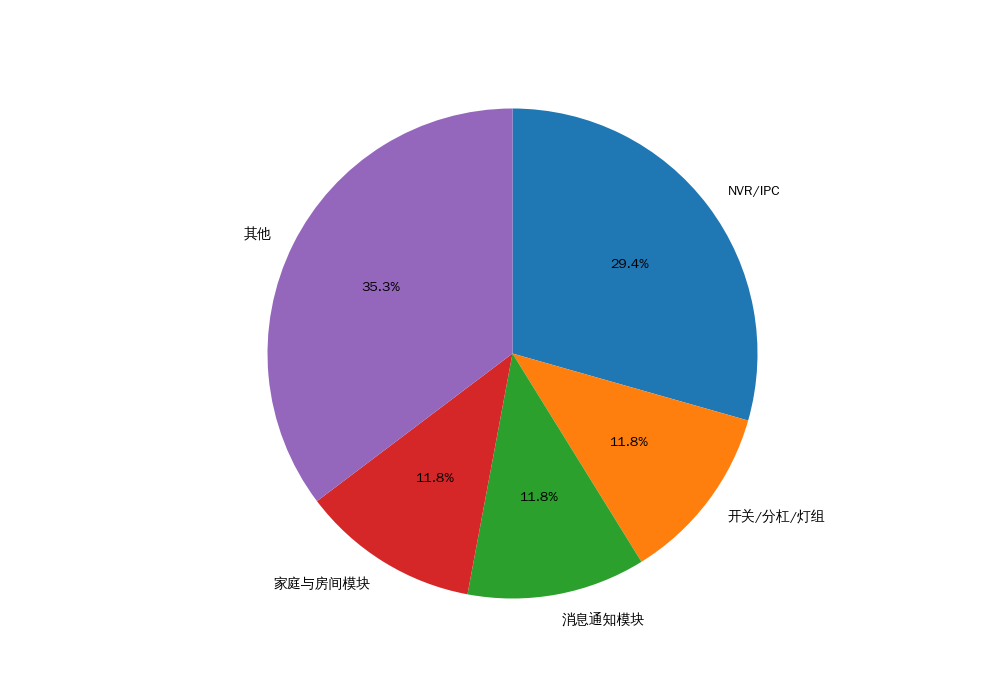 NVR/IPC
其他
29.4%
35.3%
11.8%
11.8%
11.8%
开关/分杠/灯组
家庭与房间模块
消息通知模块